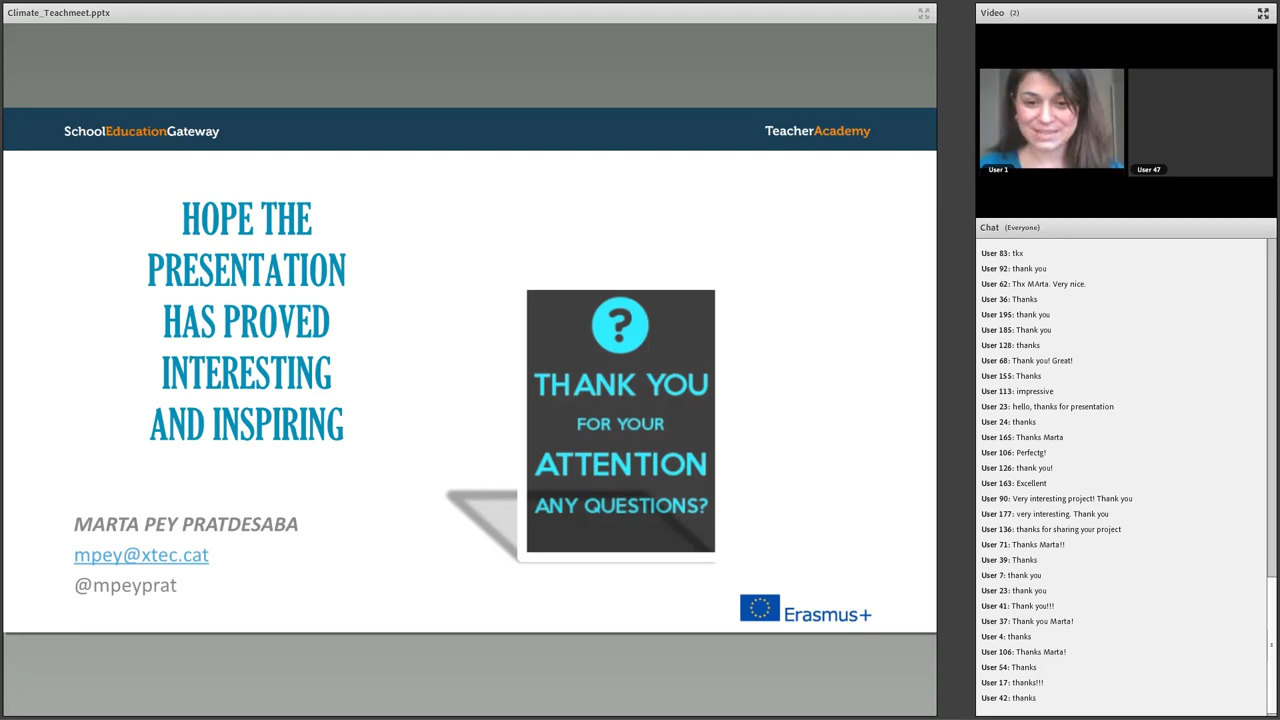 Climate_Teachmeet.pptx
SchoolEducationGateway
TeacherAcademy
HOPE THE
PRESENTATION
HAS PROVED
INTERESTING
AND INSPIRING
?
THANK YOU
FOR YOUR
ATTENTION
ANY QUESTIONS?
MARTA PEY PRATDESABA
mpey@xtec.cat
@mpeyprat
Erasmus+
Video (2)
User 1
User 47
Chat (Everyone)
User 83: tkx
User 92: thank you
User 62: Thx MArta. Very nice.
User 36: Thanks
User 195: thank you
User 185: Thank you
User 128: thanks
User 68: Thank you! Great!
User 155: Thanks
User 113: impressive
User 23: hello, thanks for presentation
User 24: thanks
User 165: Thanks Marta
User 106: Perfectg!
User 126: thank you!
User 163: Excellent
User 90: Very interesting project! Thank you
User 177: very interesting. Thank you
User 136: thanks for sharing your project
User 71: Thanks Marta!!
User 39: Thanks
User 7: thank you
User 23: thank you
User 41: Thank you!!!
User 37: Thank you Marta!
User 4: thanks
User 106: Thanks Marta!
User 54: Thanks
User 17: thanks!!!
User 42: thanks